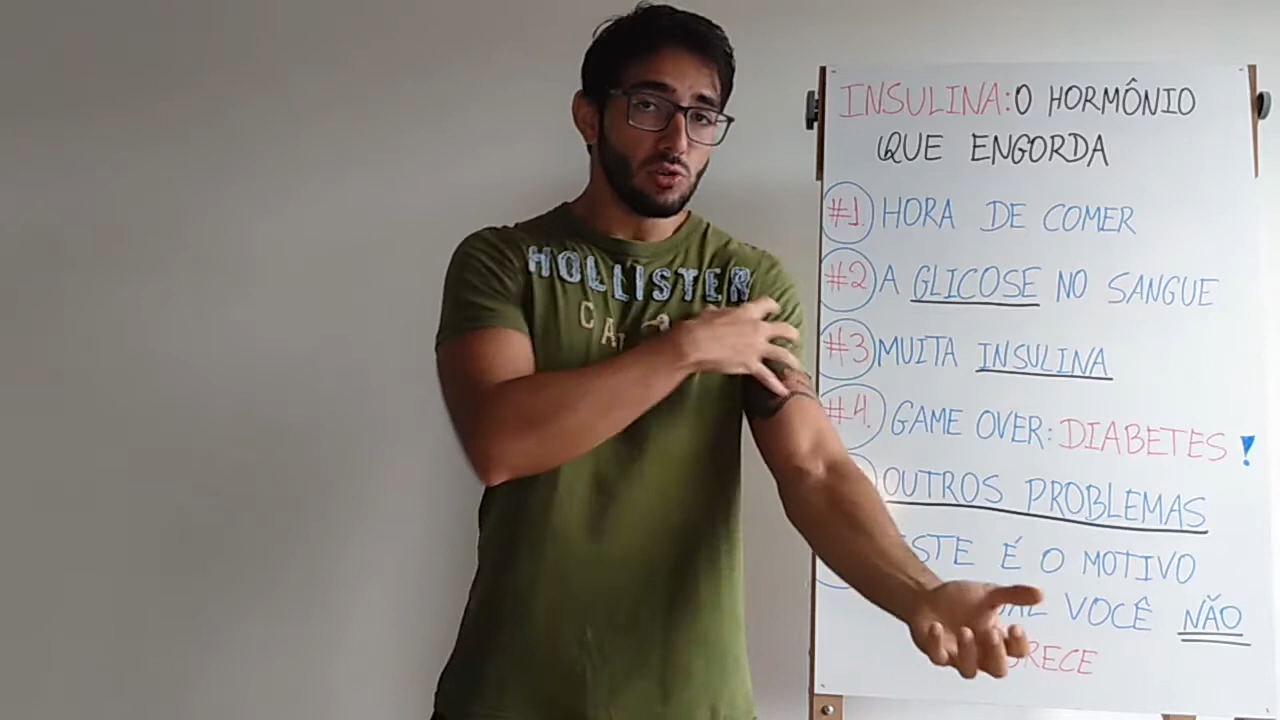 HOLLISTER
INSULINA: O HORMÔNIO
QUE ENGORDA
#1. HORA DE COMER
#2 A GLICOSE NO SANGUE
#3 MUITA INSULINA
#4. GAME OVER: DIABETES!
OUTROS PROBLEMAS
É O MOTIVO
VOCÊ NÃO